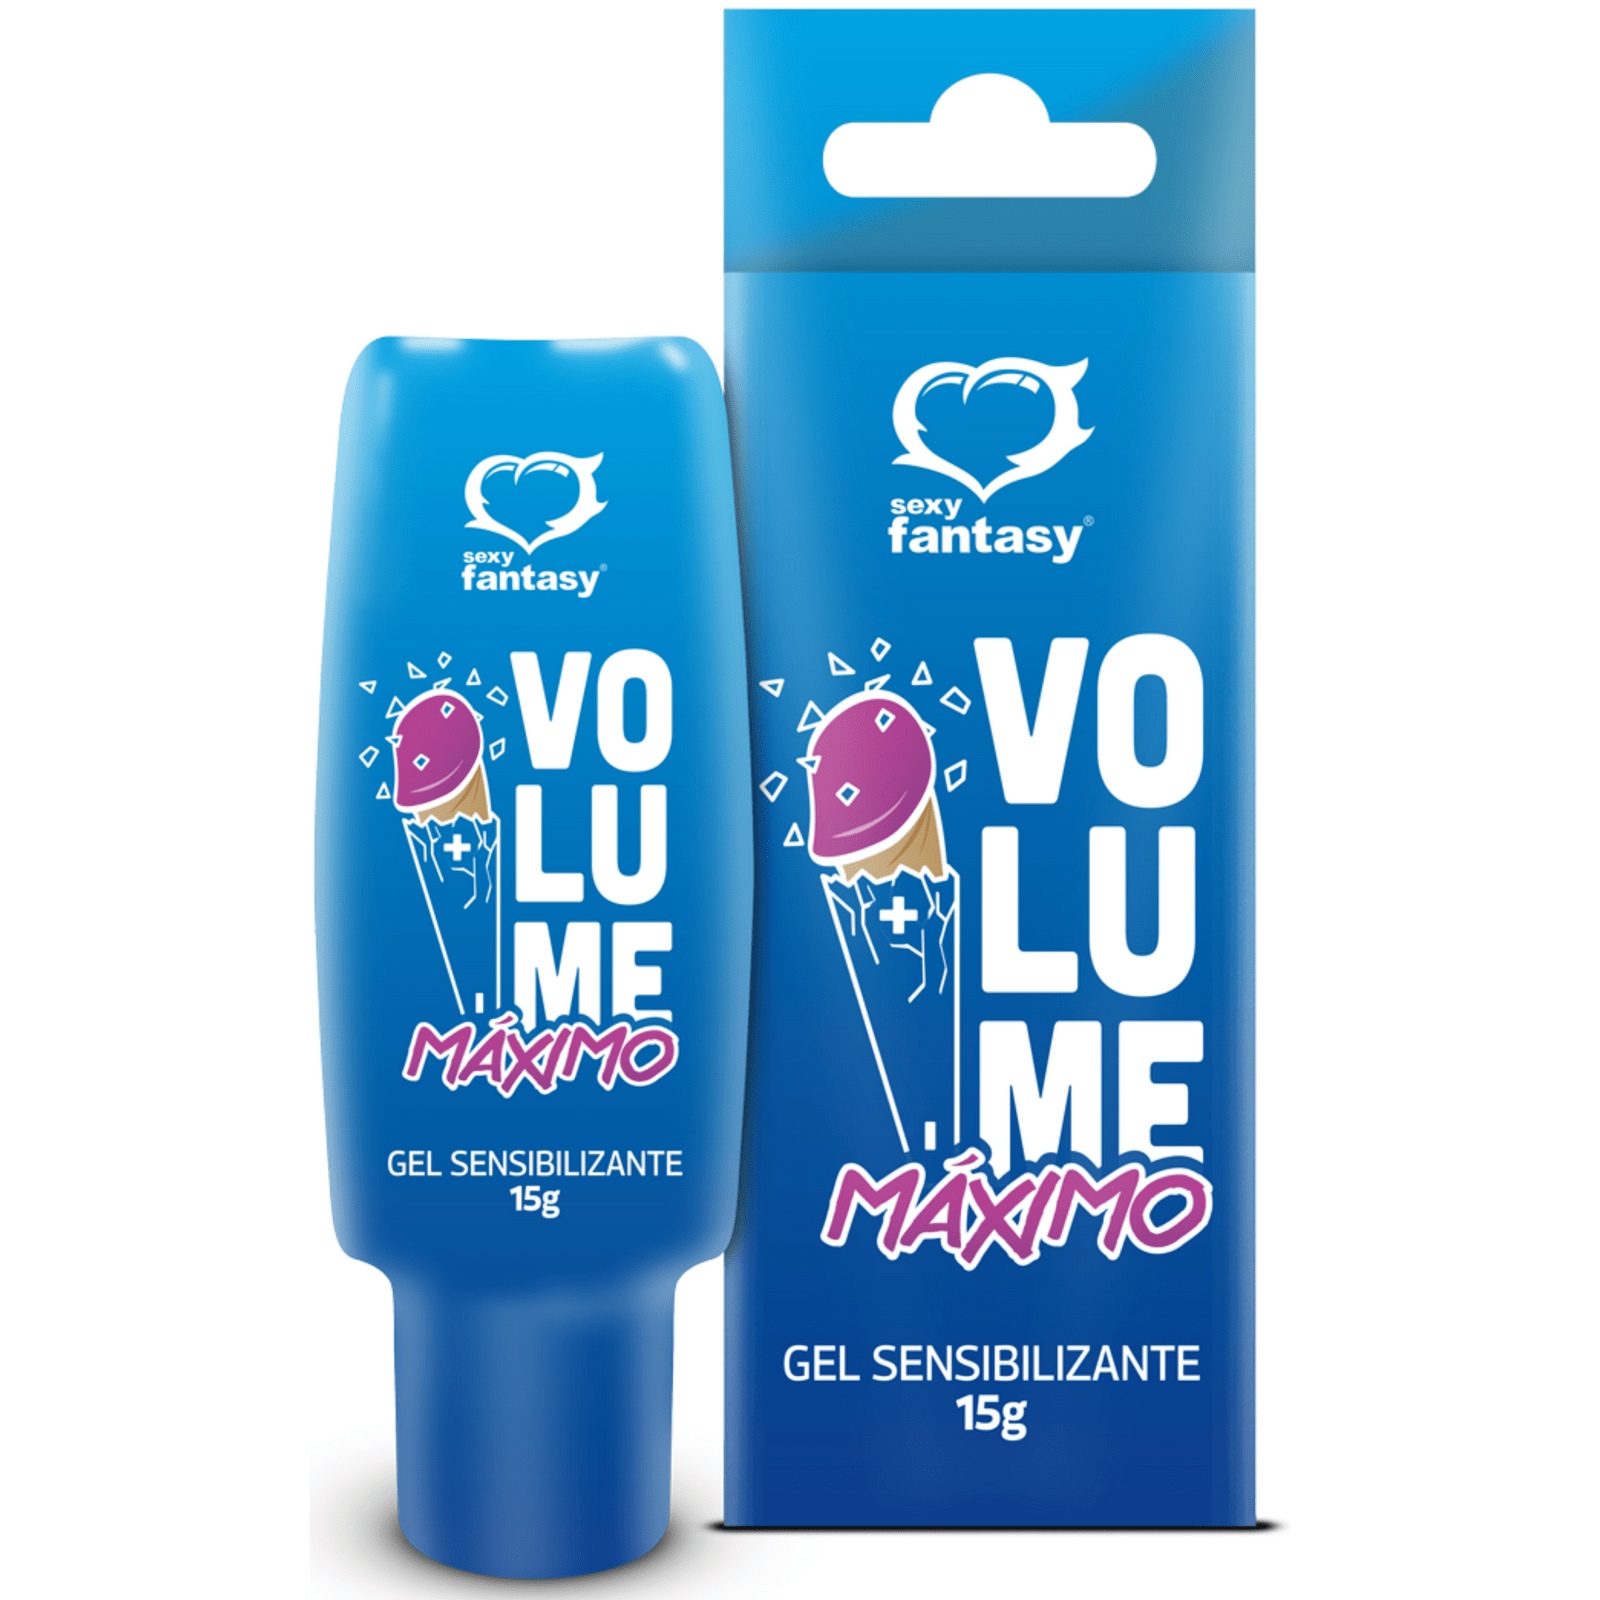 sexy
fantasy®
VO
LU
ME
MÁXIMO
GEL SENSIBILIZANTE
15g
sexy
fantasy®
VO
LU
ME
MÁXIMO
GEL SENSIBILIZANTE
15g